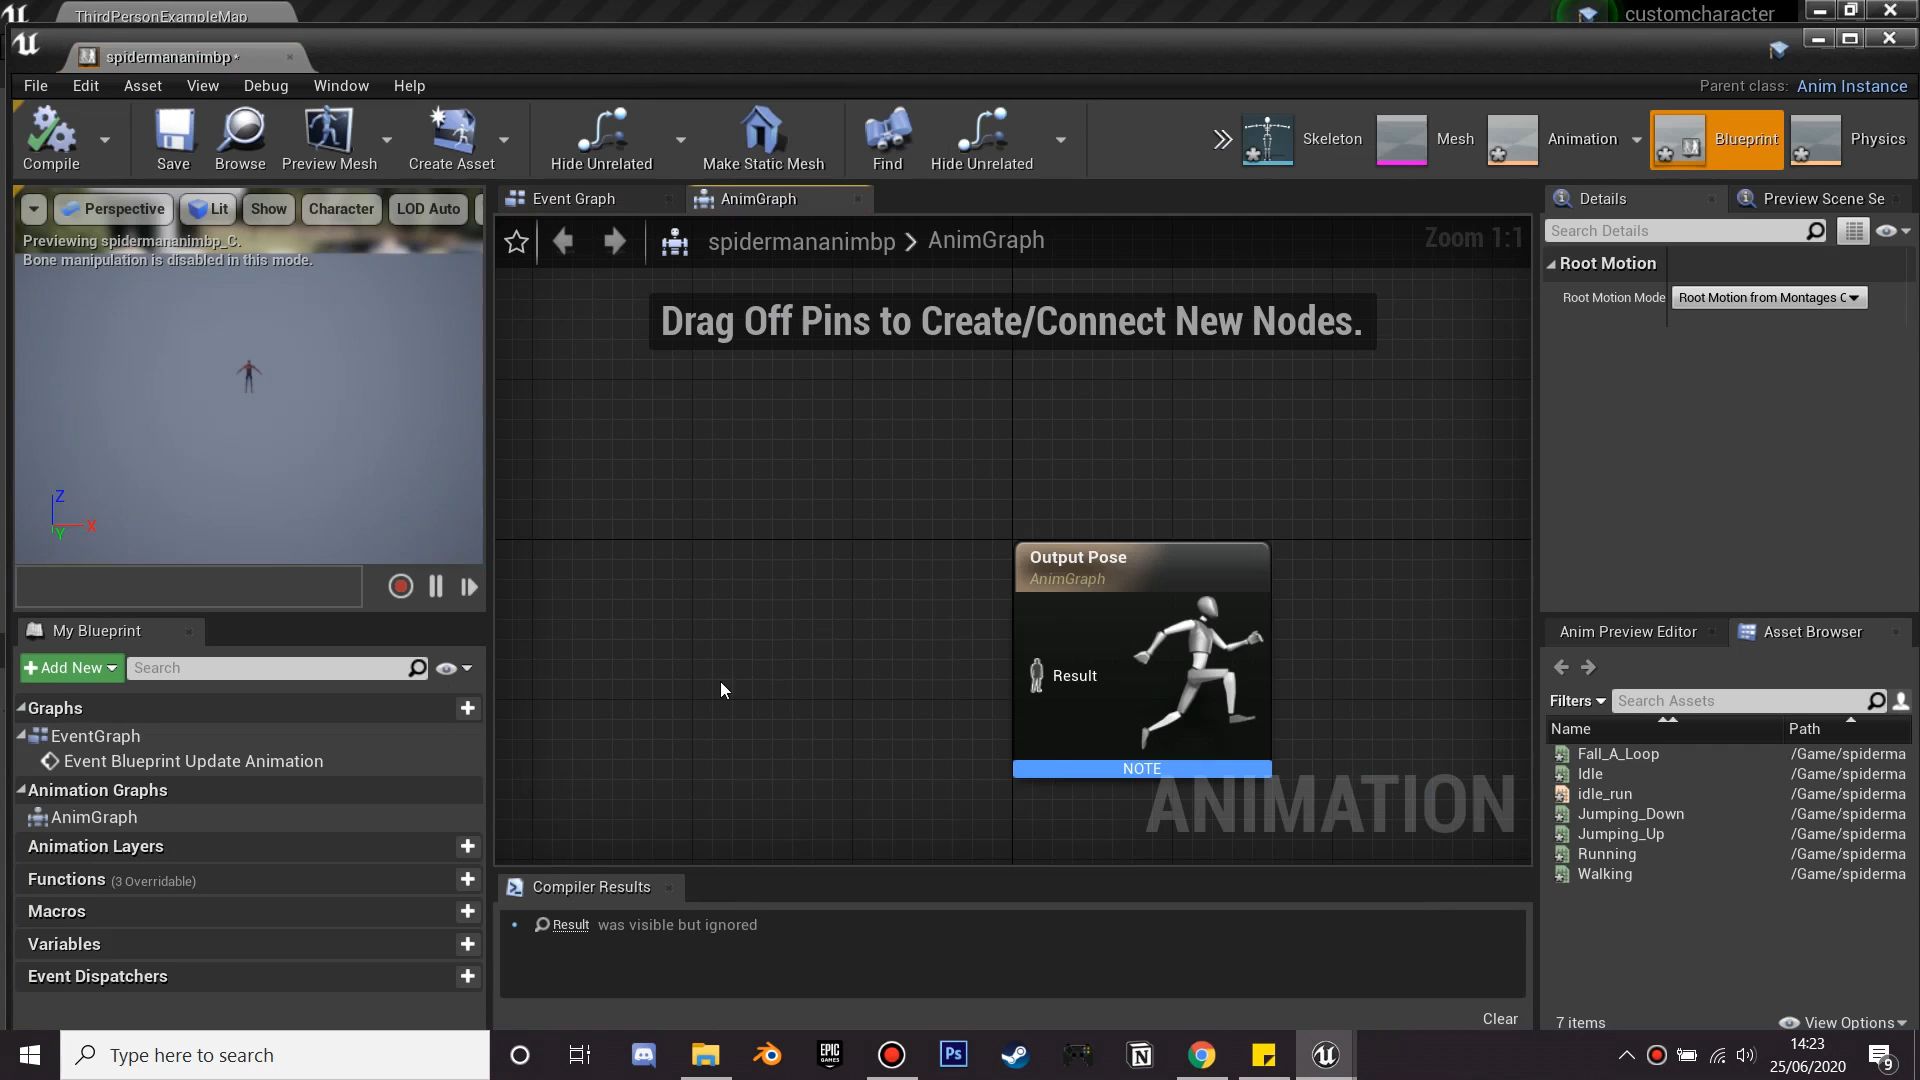 ThirdPersonExampleMap
customcharacter
spidermananimbp*
File Edit Asset View Debug Window Help
Parent class: Anim Instance
Compile Save Browse Preview Mesh Create Asset Hide Unrelated Make Static Mesh Find Hide Unrelated Skeleton Mesh Animation Blueprint Physics
Perspective Lit Show Character LOD Auto
Previewing spidermananimbp_C.
Bone manipulation is disabled in this mode.
Z
X
Y
Event Graph AnimGraph
spidermananimbp AnimGraph
Zoom 1:1
Drag Off Pins to Create/Connect New Nodes.
Output Pose
AnimGraph
Result
NOTE
ANIMATION
Details Preview Scene Se
Search Details
Root Motion
Root Motion Mode Root Motion from Montages C
My Blueprint
Add New Search
Graphs
EventGraph
Event Blueprint Update Animation
Animation Graphs
AnimGraph
Animation Layers
Functions (3 Overridable)
Macros
Variables
Event Dispatchers
Compiler Results
• Result was visible but ignored
Clear
Anim Preview Editor Asset Browser
Filters Search Assets
Name Path
Fall_A_Loop /Game/spiderma
Idle /Game/spiderma
idle_run /Game/spiderma
Jumping_Down /Game/spiderma
Jumping_Up /Game/spiderma
Running /Game/spiderma
Walking /Game/spiderma
7 items View Options
Type here to search
EPIC GAMES
Ps
14:23
25/06/2020
9